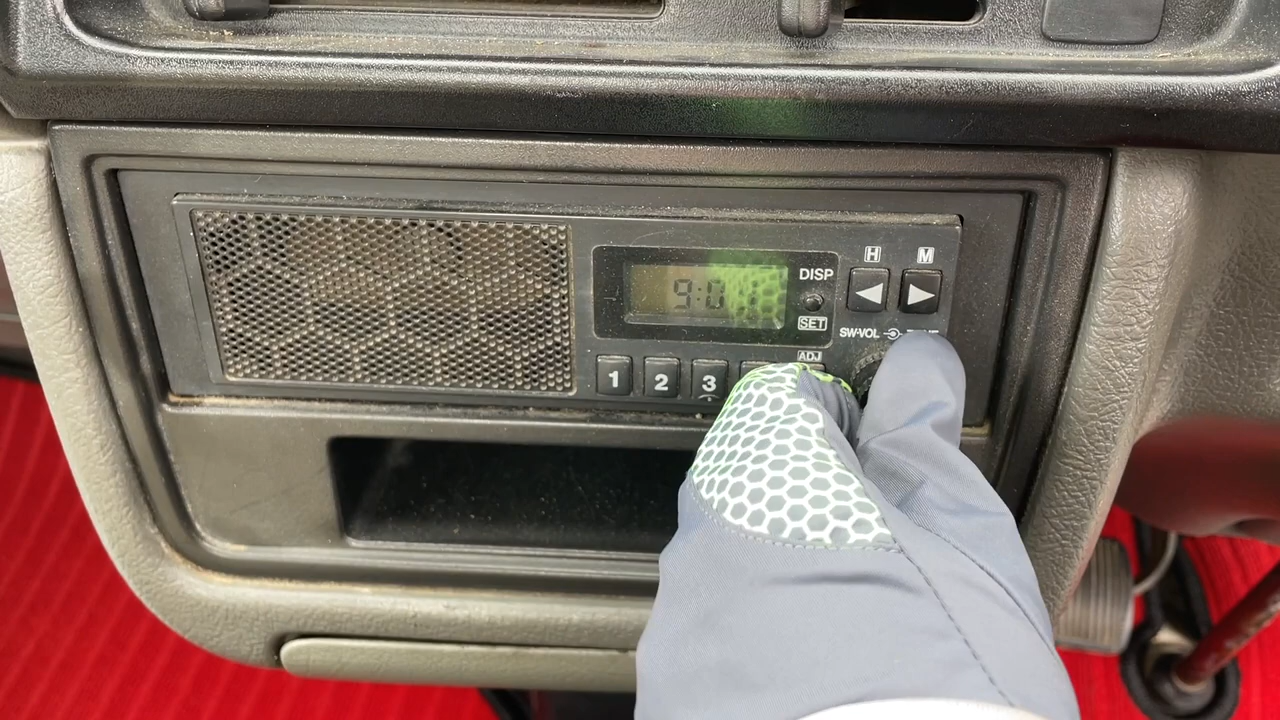 H M
DISP
9:0
◀ ▶
SET
SW·VOL
ADJ
1 2 3